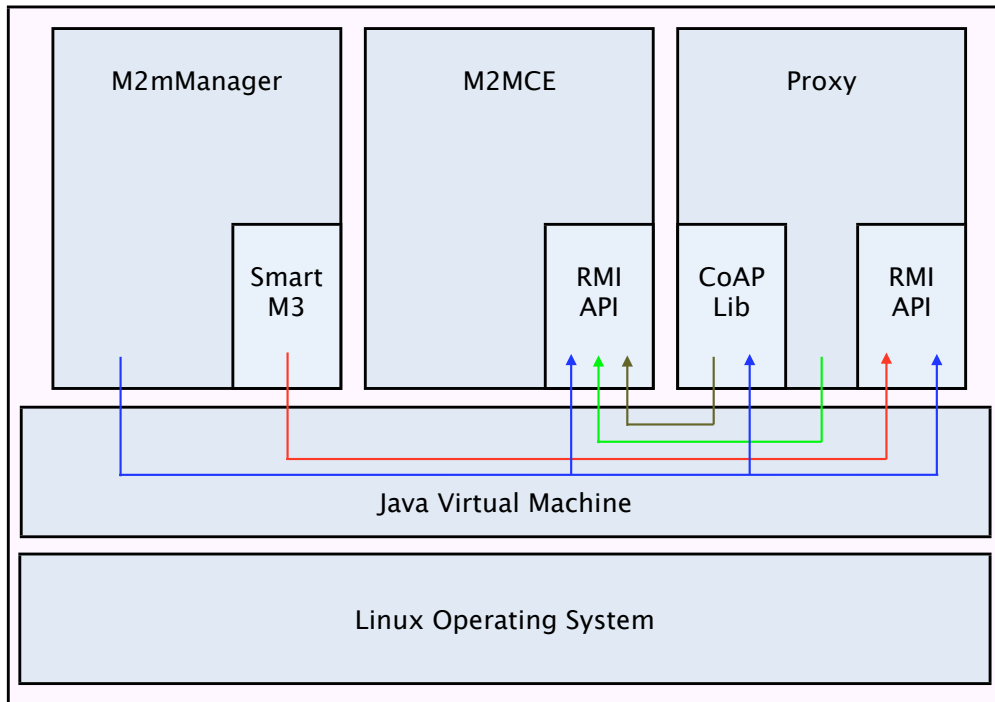 M2mManager
M2MCE
Proxy
Smart
M3
RMI
API
CoAP
Lib
RMI
API
Java Virtual Machine
Linux Operating System